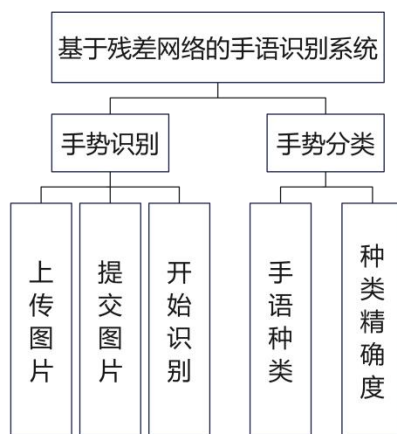 基于残差网络的手语识别系统
手势识别
手势分类
上传图片
提交图片
开始识别
手语种类
种类精确度